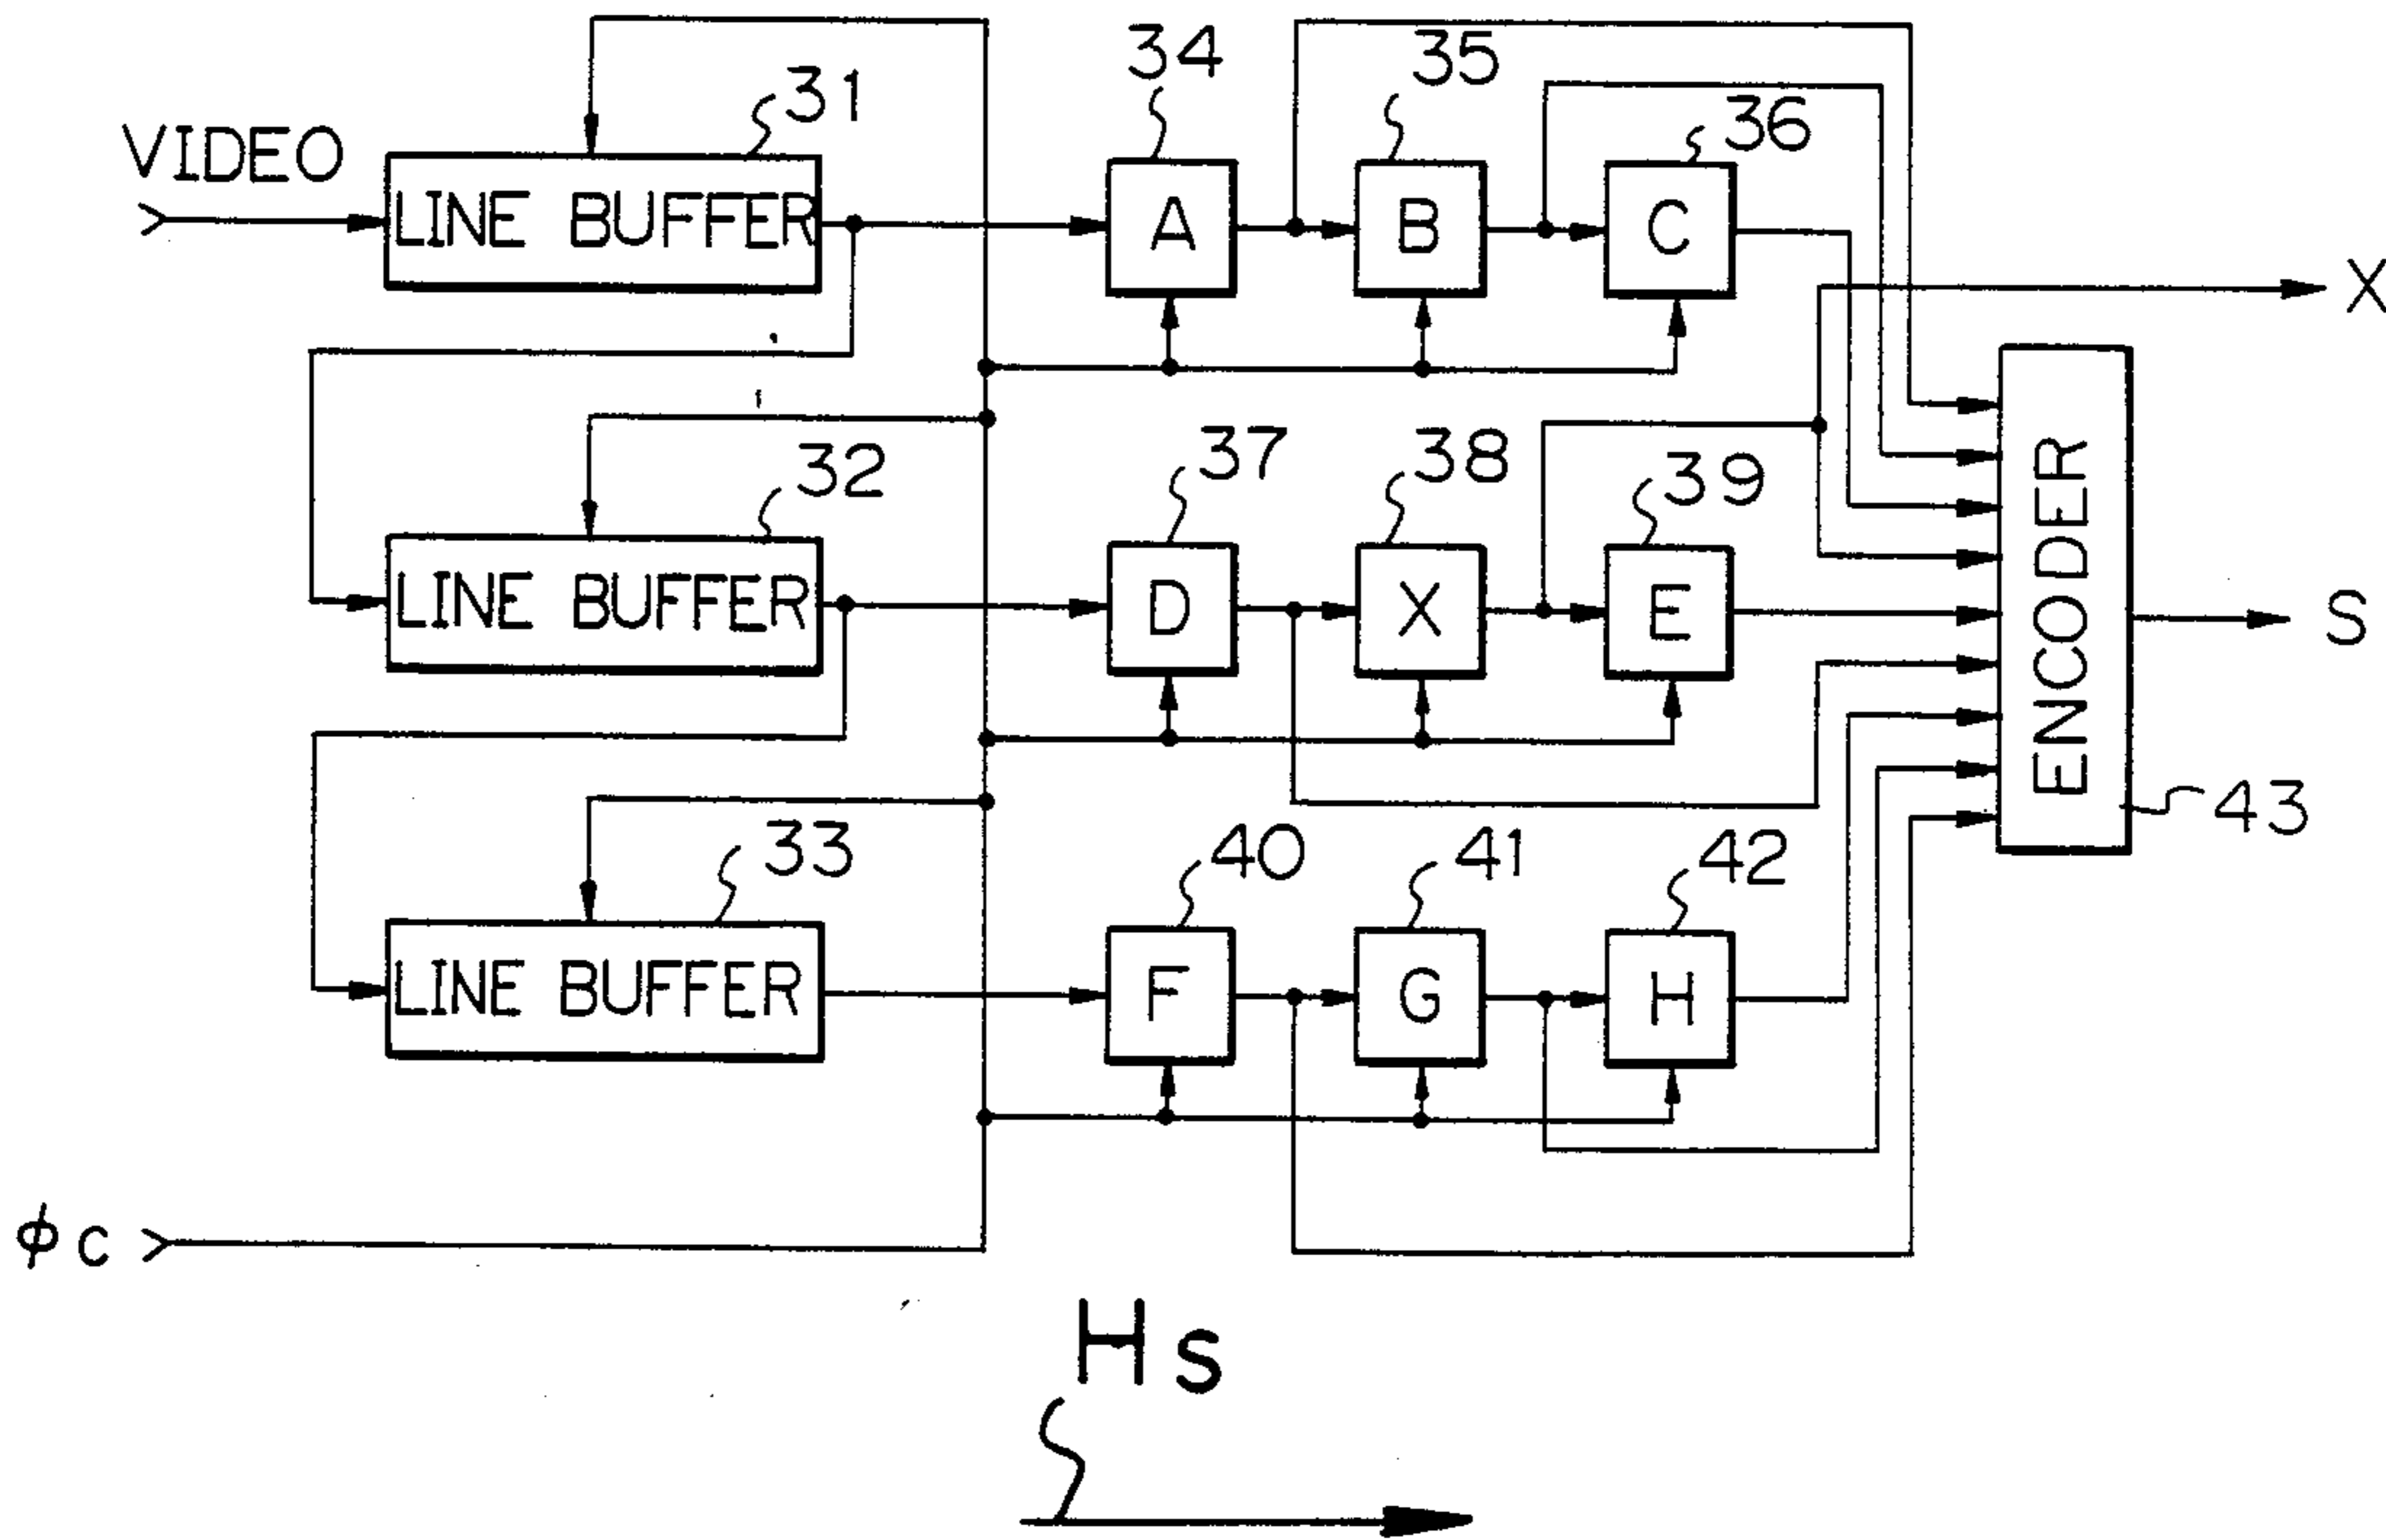 VIDEO
31
LINE BUFFER
34
35
36
A
B
C
X
32
LINE BUFFER
37
38
39
D
X
E
ENCODER
S
43
33
LINE BUFFER
40
41
42
F
G
H
φc
Hs